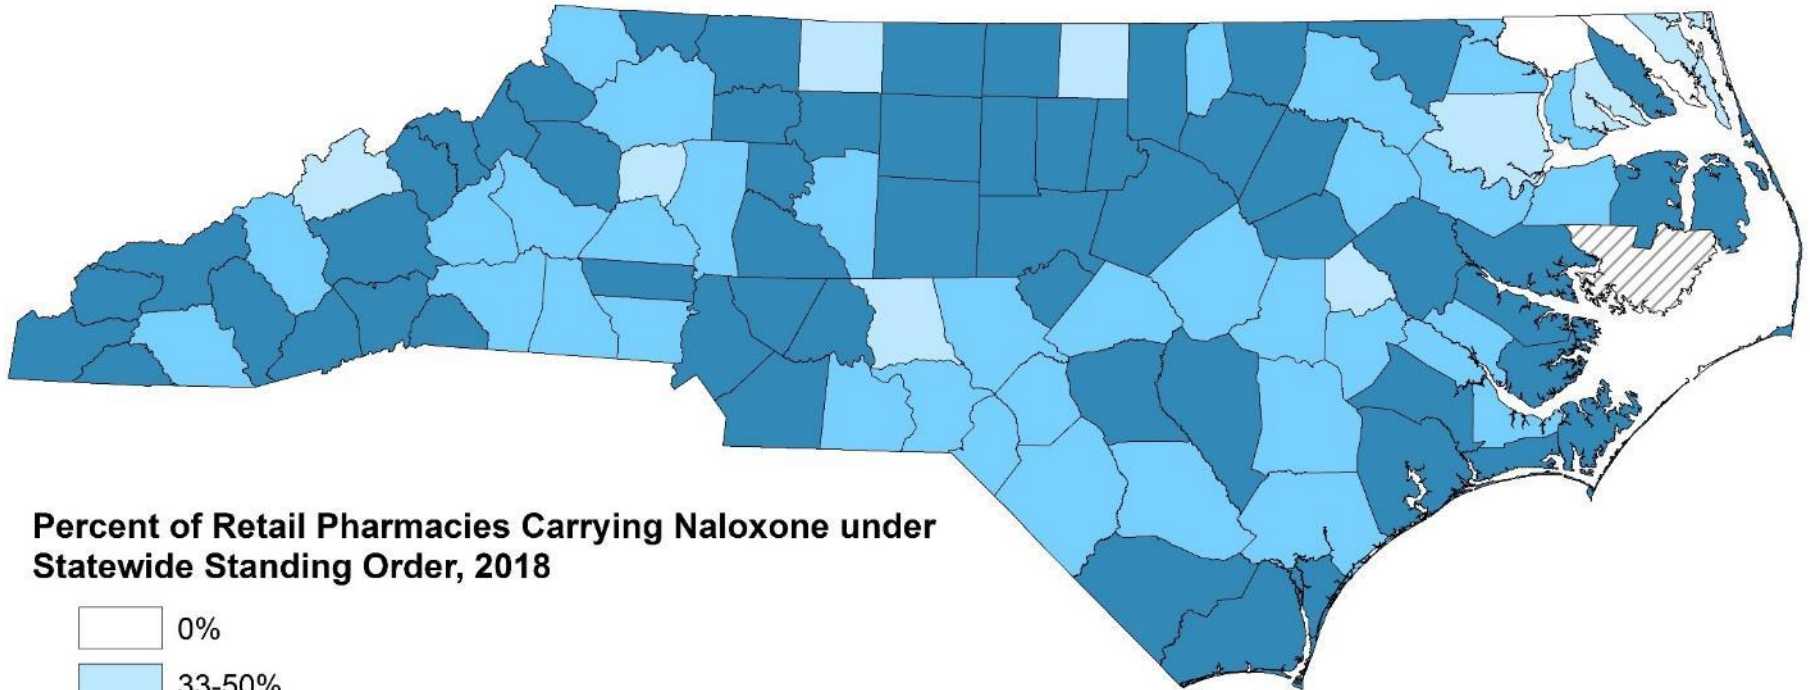 Percent of Retail Pharmacies Carrying Naloxone under
Statewide Standing Order, 2018
0%
33-50%